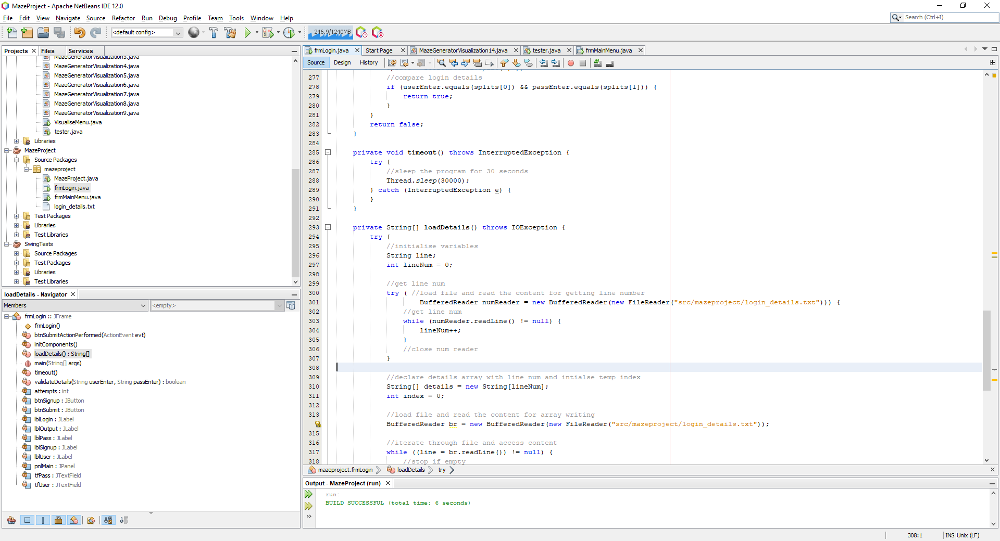 MazeProject - Apache NetBeans IDE 12.0
File Edit View Navigate Source Refactor Run Debug Profile Team Tools Window Help
Search (Ctrl+I)
<default config>
246.9/1240MB
Projects Files Services
MazeGeneratorVisualization3.java
MazeGeneratorVisualization4.java
MazeGeneratorVisualization5.java
MazeGeneratorVisualization6.java
MazeGeneratorVisualization7.java
MazeGeneratorVisualization8.java
MazeGeneratorVisualization9.java
VisualiseMenu.java
tester.java
Libraries
MazeProject
Source Packages
mazeproject
MazeProject.java
frmLogin.java
frmMainMenu.java
login_details.txt
Test Packages
Libraries
Test Libraries
SwingTests
Source Packages
Test Packages
Libraries
Test Libraries
loadDetails - Navigator
Members
<empty>
frmLogin :: JFrame
frmLogin()
btnSubmitActionPerformed(ActionEvent evt)
initComponents()
loadDetails() : String[]
main(String[] args)
timeout()
validateDetails(String userEnter, String passEnter) : boolean
attempts : int
btnSignup : JButton
btnSubmit : JButton
lblLogin : JLabel
lblOutput : JLabel
lblPass : JLabel
lblSignup : JLabel
lblUser : JLabel
pnlMain : JPanel
tfPass : JTextField
tfUser : JTextField
frmLogin.java Start Page MazeGeneratorVisualization14.java tester.java frmMainMenu.java
Source Design History
277 //compare login details
278 if (userEnter.equals(splits[0]) && passEnter.equals(splits[1])) {
279 return true;
280 }
281 }
282 return false;
283 }
284
285 private void timeout() throws InterruptedException {
286 try {
287 //sleep the program for 30 seconds
288 Thread.sleep(30000);
289 } catch (InterruptedException e) {
290 }
291 }
292
293 private String[] loadDetails() throws IOException {
294 try {
295 //initialise variables
296 String line;
297 int lineNum = 0;
298
299 //get line num
300 try ( //load file and read the content for getting line number
301 BufferedReader numReader = new BufferedReader(new FileReader("src/mazeproject/login_details.txt"))) {
302 //get line num
303 while (numReader.readLine() != null) {
304 lineNum++;
305 }
306 //close num reader
307 }
308
309 //declare details array with line num and intialse temp index
310 String[] details = new String[lineNum];
311 int index = 0;
312
313 //load file and read the content for array writing
BufferedReader br = new BufferedReader(new FileReader("src/mazeproject/login_details.txt"));
315
316 //iterate through file and access content
317 while ((line = br.readLine()) != null) {
318 //stop if empty
mazeproject.frmLogin loadDetails try
Output - MazeProject (run)
run:
BUILD SUCCESSFUL (total time: 6 seconds)
308:1 INS Unix (LF)